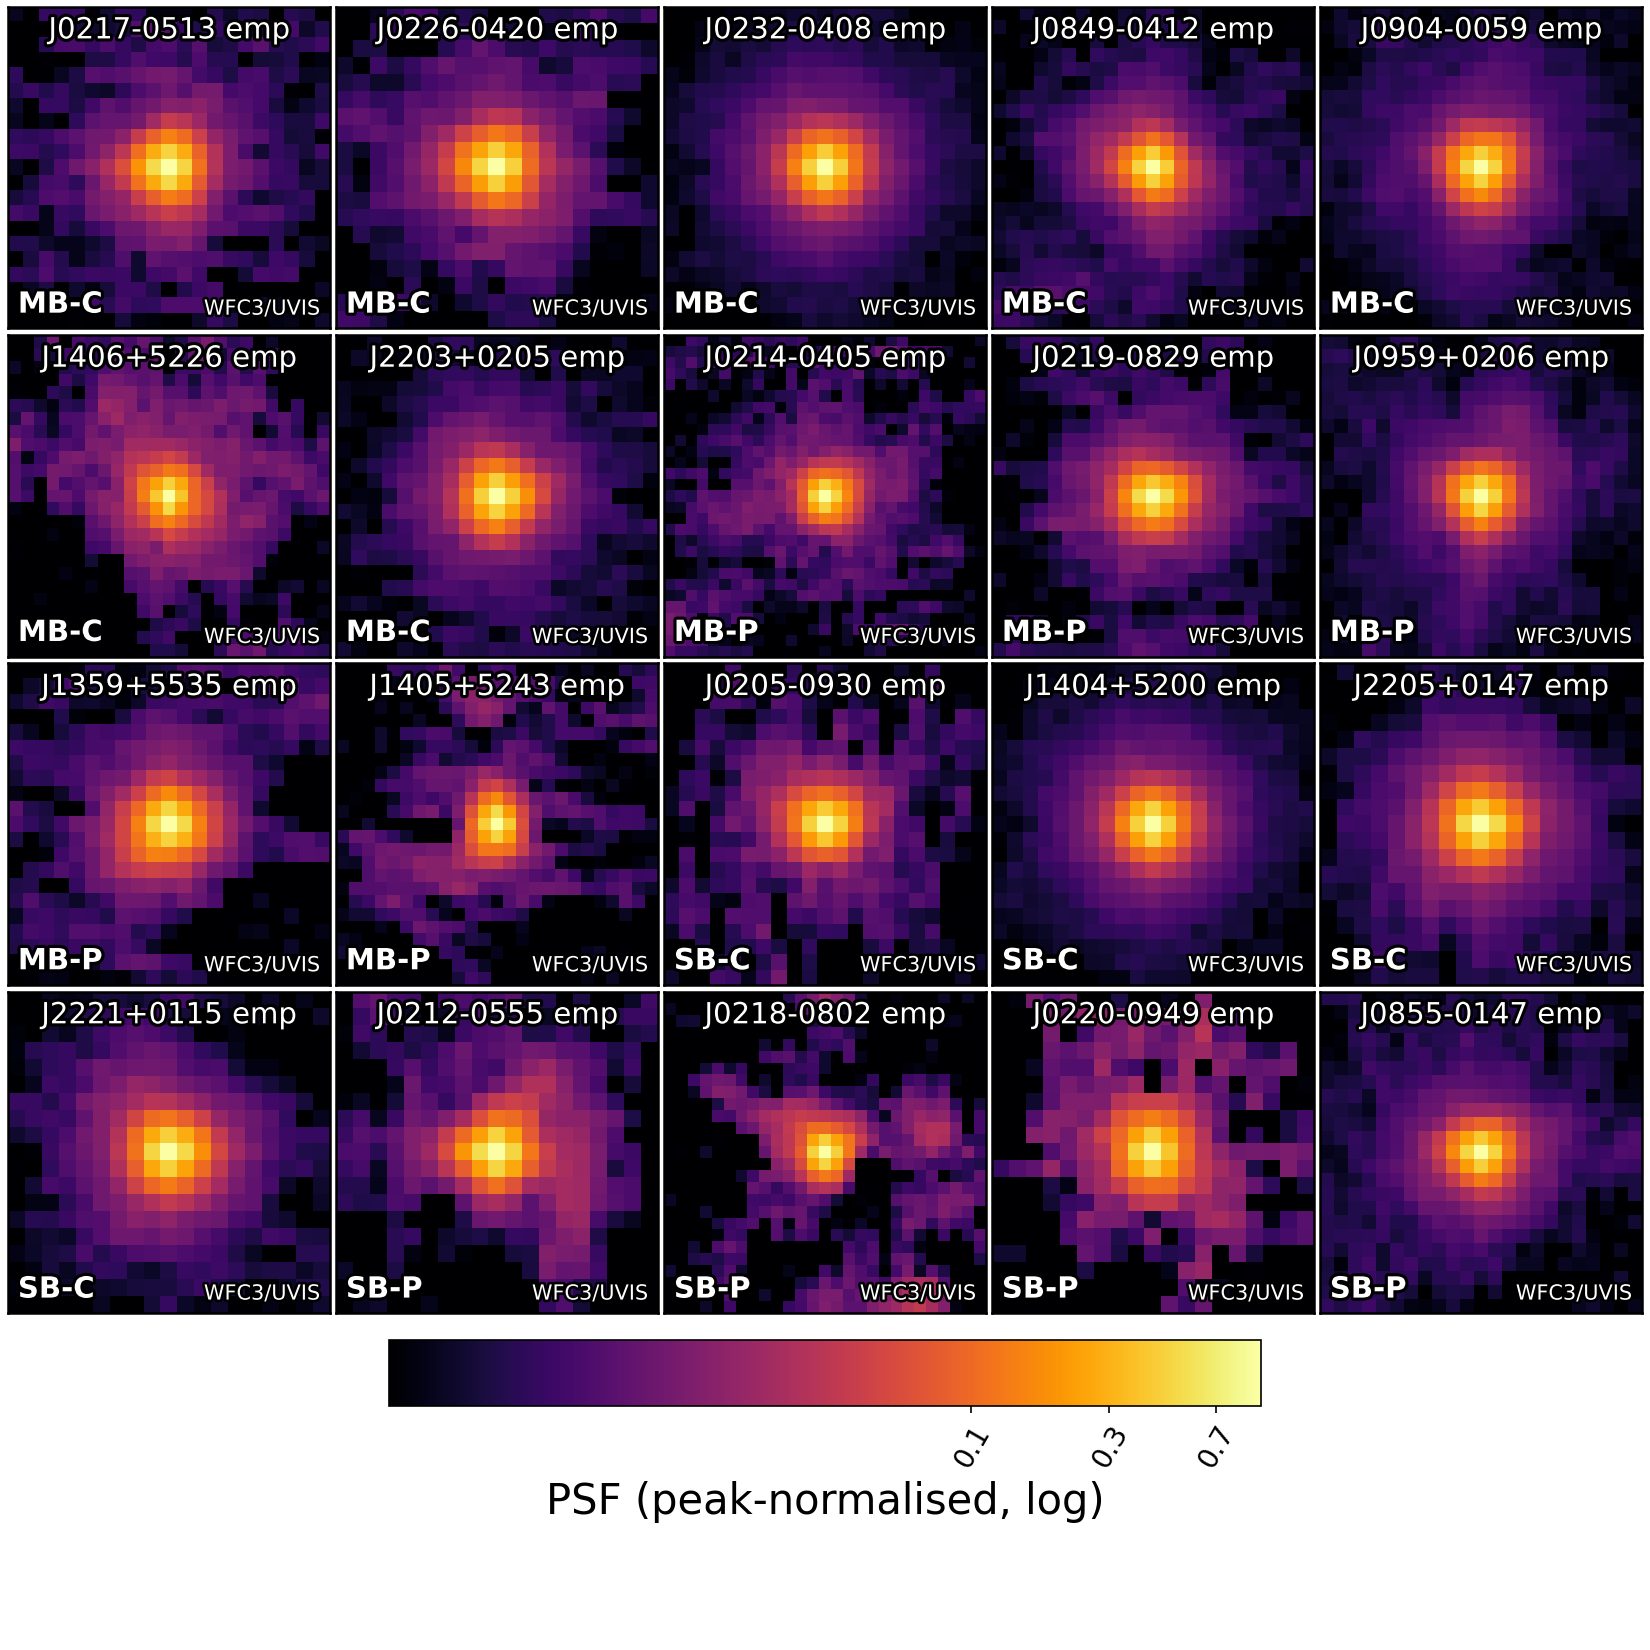 J0217-0513 emp
MB-C WFC3/UVIS
J0226-0420 emp
MB-C WFC3/UVIS
J0232-0408 emp
MB-C WFC3/UVIS
J0849-0412 emp
MB-C WFC3/UVIS
J0904-0059 emp
MB-C WFC3/UVIS
J1406+5226 emp
MB-C WFC3/UVIS
J2203+0205 emp
MB-C WFC3/UVIS
J0214-0405 emp
MB-P WFC3/UVIS
J0219-0829 emp
MB-P WFC3/UVIS
J0959+0206 emp
MB-P WFC3/UVIS
J1359+5535 emp
MB-P WFC3/UVIS
J1405+5243 emp
MB-P WFC3/UVIS
J0205-0930 emp
SB-C WFC3/UVIS
J1404+5200 emp
SB-C WFC3/UVIS
J2205+0147 emp
SB-C WFC3/UVIS
J2221+0115 emp
SB-C WFC3/UVIS
J0212-0555 emp
SB-P WFC3/UVIS
J0218-0802 emp
SB-P WFC3/UVIS
J0220-0949 emp
SB-P WFC3/UVIS
J0855-0147 emp
SB-P WFC3/UVIS
0.1 0.3 0.7
PSF (peak-normalised, log)